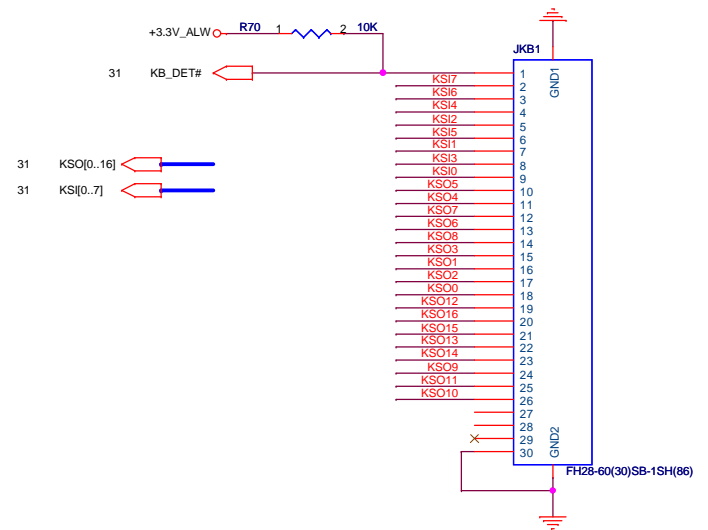 +3.3V_ALW R70 1 2 10K
JKB1
31 KB_DET#
GND1
1
KSI7 2
KSI6 3
KSI4 4
KSI2 5
KSI5 6
KSI1 7
KSI3 8
KSI0 9
KSO5 10
KSO4 11
KSO7 12
KSO6 13
KSO8 14
KSO3 15
KSO1 16
KSO2 17
KSO0 18
KSO12 19
KSO16 20
KSO15 21
KSO13 22
KSO14 23
KSO9 24
KSO11 25
KSO10 26
27
28
29
30
GND2
31 KSO[0..16]
31 KSI[0..7]
FH28-60(30)SB-1SH(86)